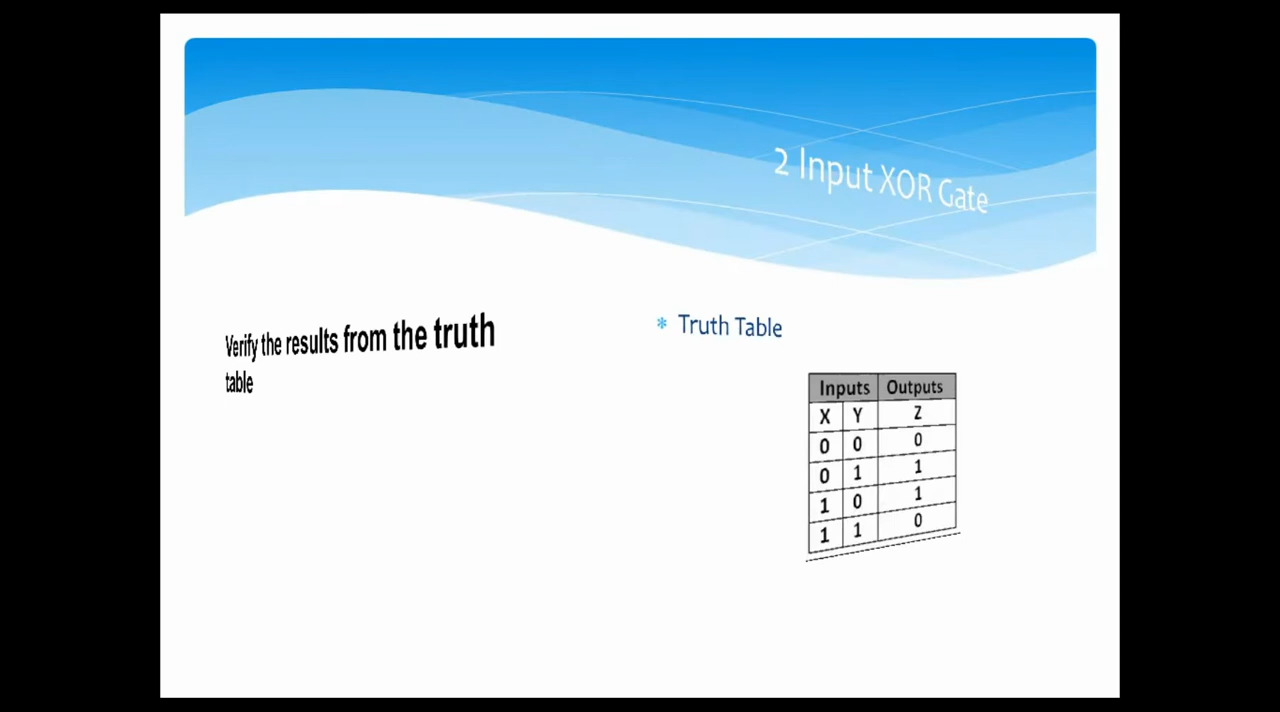 2 Input XOR Gate
Verify the results from the truth
table
* Truth Table
Inputs Outputs
X Y Z
0 0 0
0 1 1
1 0 1
1 1 0